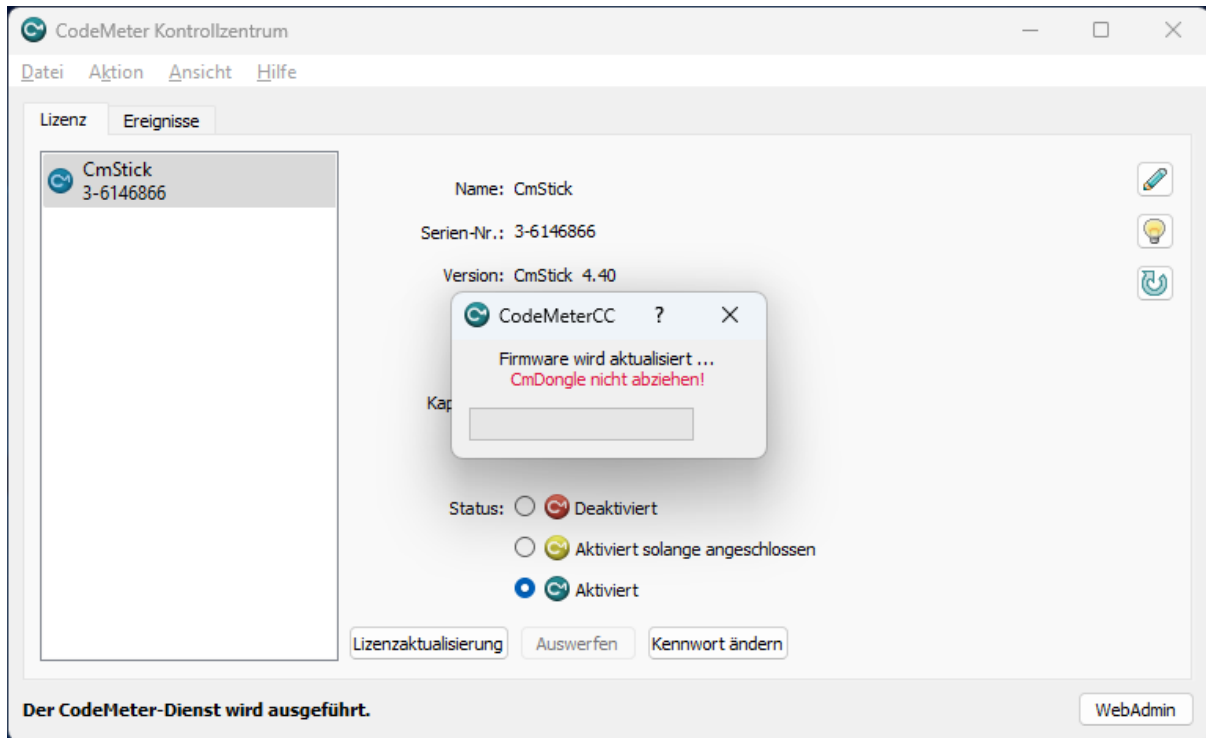 CodeMeter Kontrollzentrum
Datei Aktion Ansicht Hilfe
Lizenz Ereignisse
CmStick
3-6146866
Name: CmStick
Serien-Nr.: 3-6146866
Version: CmStick 4.40
CodeMeterCC ?
Firmware wird aktualisiert ...
CmDongle nicht abziehen!
Status: Deaktiviert
Aktiviert solange angeschlossen
Aktiviert
Lizenzaktualisierung Auswerfen Kennwort ändern
Der CodeMeter-Dienst wird ausgeführt. WebAdmin